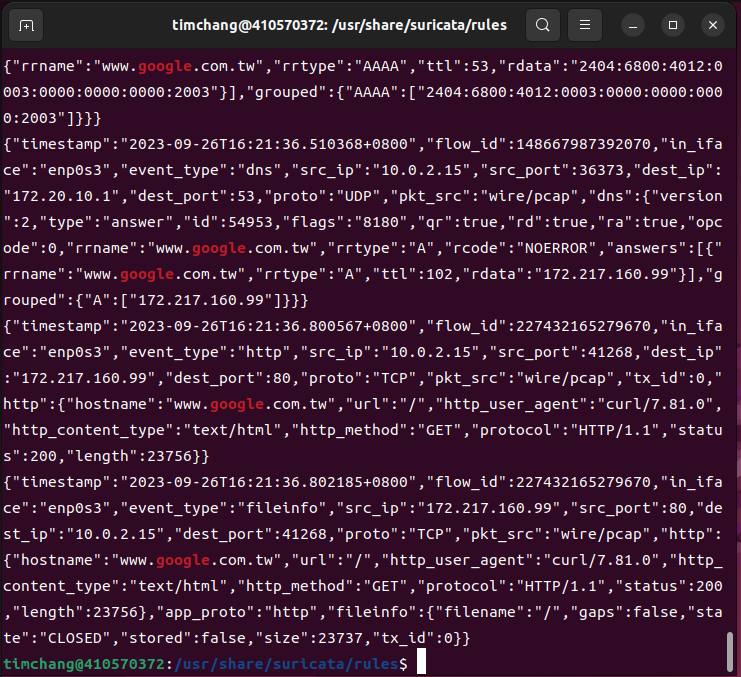 timchang@410570372: /usr/share/suricata/rules
{"rrname":"www.google.com.tw","rrtype":"AAAA","ttl":53,"rdata":"2404:6800:4012:0
003:0000:0000:0000:2003"}],"grouped":{"AAAA":["2404:6800:4012:0003:0000:0000:000
0:2003"]}}}
{"timestamp":"2023-09-26T16:21:36.510368+0800","flow_id":148667987392070,"in_ifa
ce":"enp0s3","event_type":"dns","src_ip":"10.0.2.15","src_port":36373,"dest_ip":
"172.20.10.1","dest_port":53,"proto":"UDP","pkt_src":"wire/pcap","dns":{"version
":2,"type":"answer","id":54953,"flags":"8180","qr":true,"rd":true,"ra":true,"opc
ode":0,"rrname":"www.google.com.tw","rrtype":"A","rcode":"NOERROR","answers":[{"
rrname":"www.google.com.tw","rrtype":"A","ttl":102,"rdata":"172.217.160.99"}],"g
rouped":{"A":["172.217.160.99"]}}}
{"timestamp":"2023-09-26T16:21:36.800567+0800","flow_id":227432165279670,"in_ifa
ce":"enp0s3","event_type":"http","src_ip":"10.0.2.15","src_port":41268,"dest_ip"
:"172.217.160.99","dest_port":80,"proto":"TCP","pkt_src":"wire/pcap","tx_id":0,"
http":{"hostname":"www.google.com.tw","url":"/","http_user_agent":"curl/7.81.0",
"http_content_type":"text/html","http_method":"GET","protocol":"HTTP/1.1","statu
s":200,"length":23756}}
{"timestamp":"2023-09-26T16:21:36.802185+0800","flow_id":227432165279670,"in_ifa
ce":"enp0s3","event_type":"fileinfo","src_ip":"172.217.160.99","src_port":80,"de
st_ip":"10.0.2.15","dest_port":41268,"proto":"TCP","pkt_src":"wire/pcap","http":
{"hostname":"www.google.com.tw","url":"/","http_user_agent":"curl/7.81.0","http_
content_type":"text/html","http_method":"GET","protocol":"HTTP/1.1","status":200
,"length":23756},"app_proto":"http","fileinfo":{"filename":"/","gaps":false,"sta
te":"CLOSED","stored":false,"size":23737,"tx_id":0}}
timchang@410570372:/usr/share/suricata/rules$